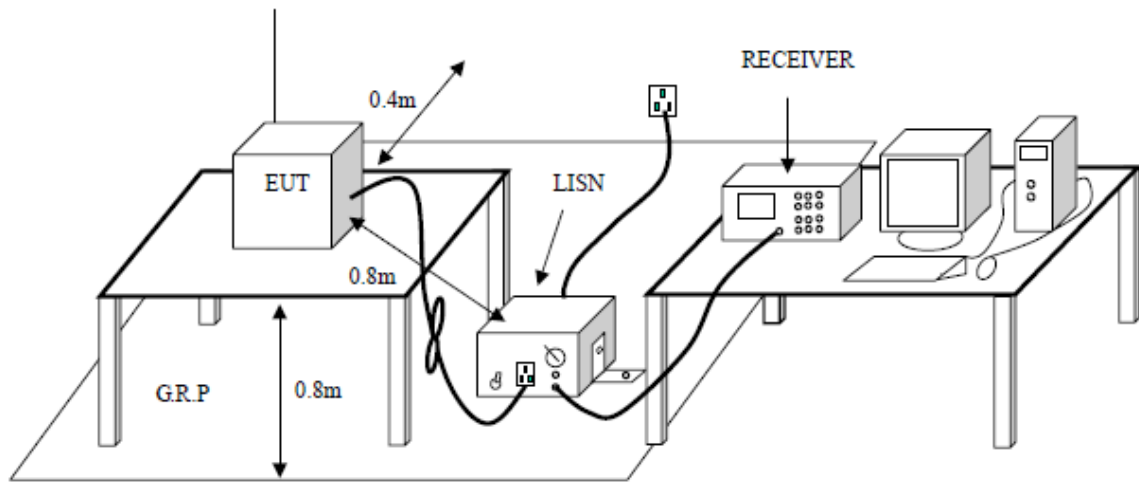 RECEIVER
0.4m
EUT
LISN
0.8m
G.R.P
0.8m